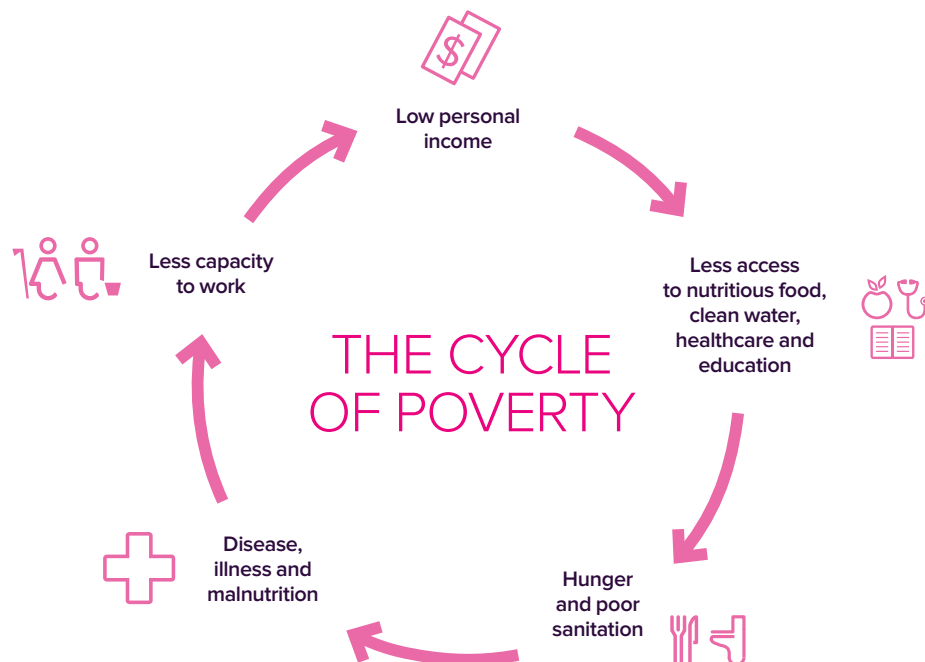 $
Low personal
income
Less access
to nutritious food,
clean water,
healthcare and
education
Hunger
and poor
sanitation
Disease,
illness and
malnutrition
Less capacity
to work
THE CYCLE
OF POVERTY